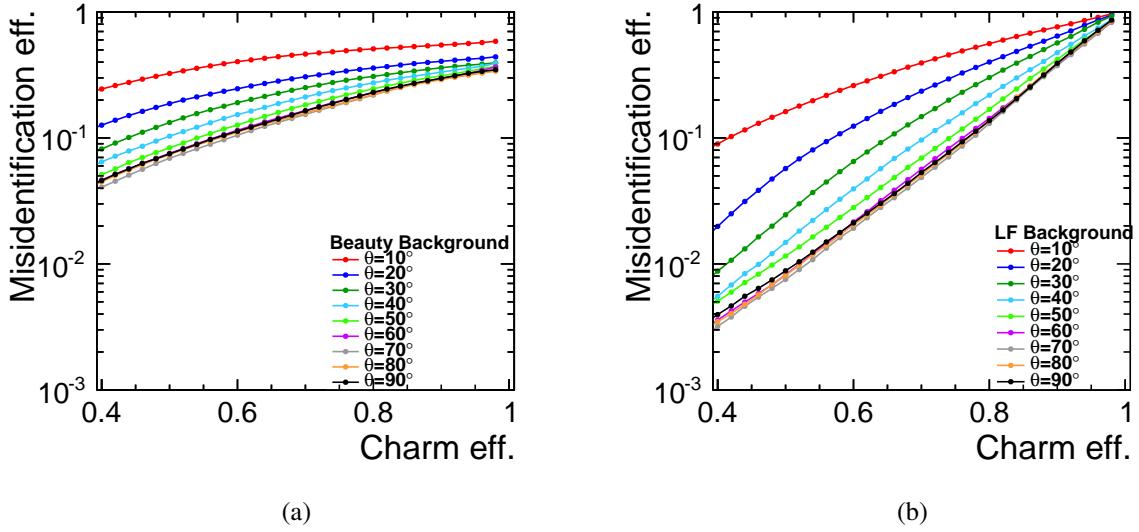 Misidentification eff.
1
10⁻¹
10⁻²
10⁻³
Beauty Background
θ=10°
θ=20°
θ=30°
θ=40°
θ=50°
θ=60°
θ=70°
θ=80°
θ=90°
0.4 0.6 0.8 1
Charm eff.
(a)
Misidentification eff.
1
10⁻¹
10⁻²
10⁻³
LF Background
θ=10°
θ=20°
θ=30°
θ=40°
θ=50°
θ=60°
θ=70°
θ=80°
θ=90°
0.4 0.6 0.8 1
Charm eff.
(b)